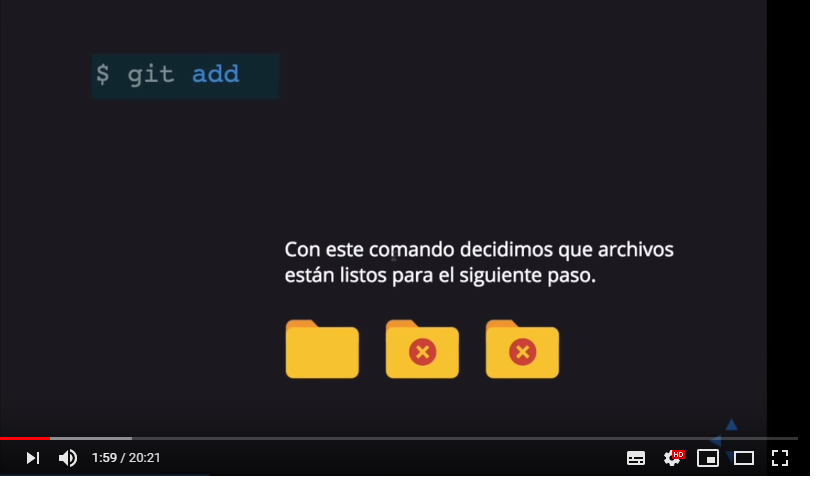 $ git add
Con este comando decidimos que archivos
están listos para el siguiente paso.
1:59 / 20:21
HD